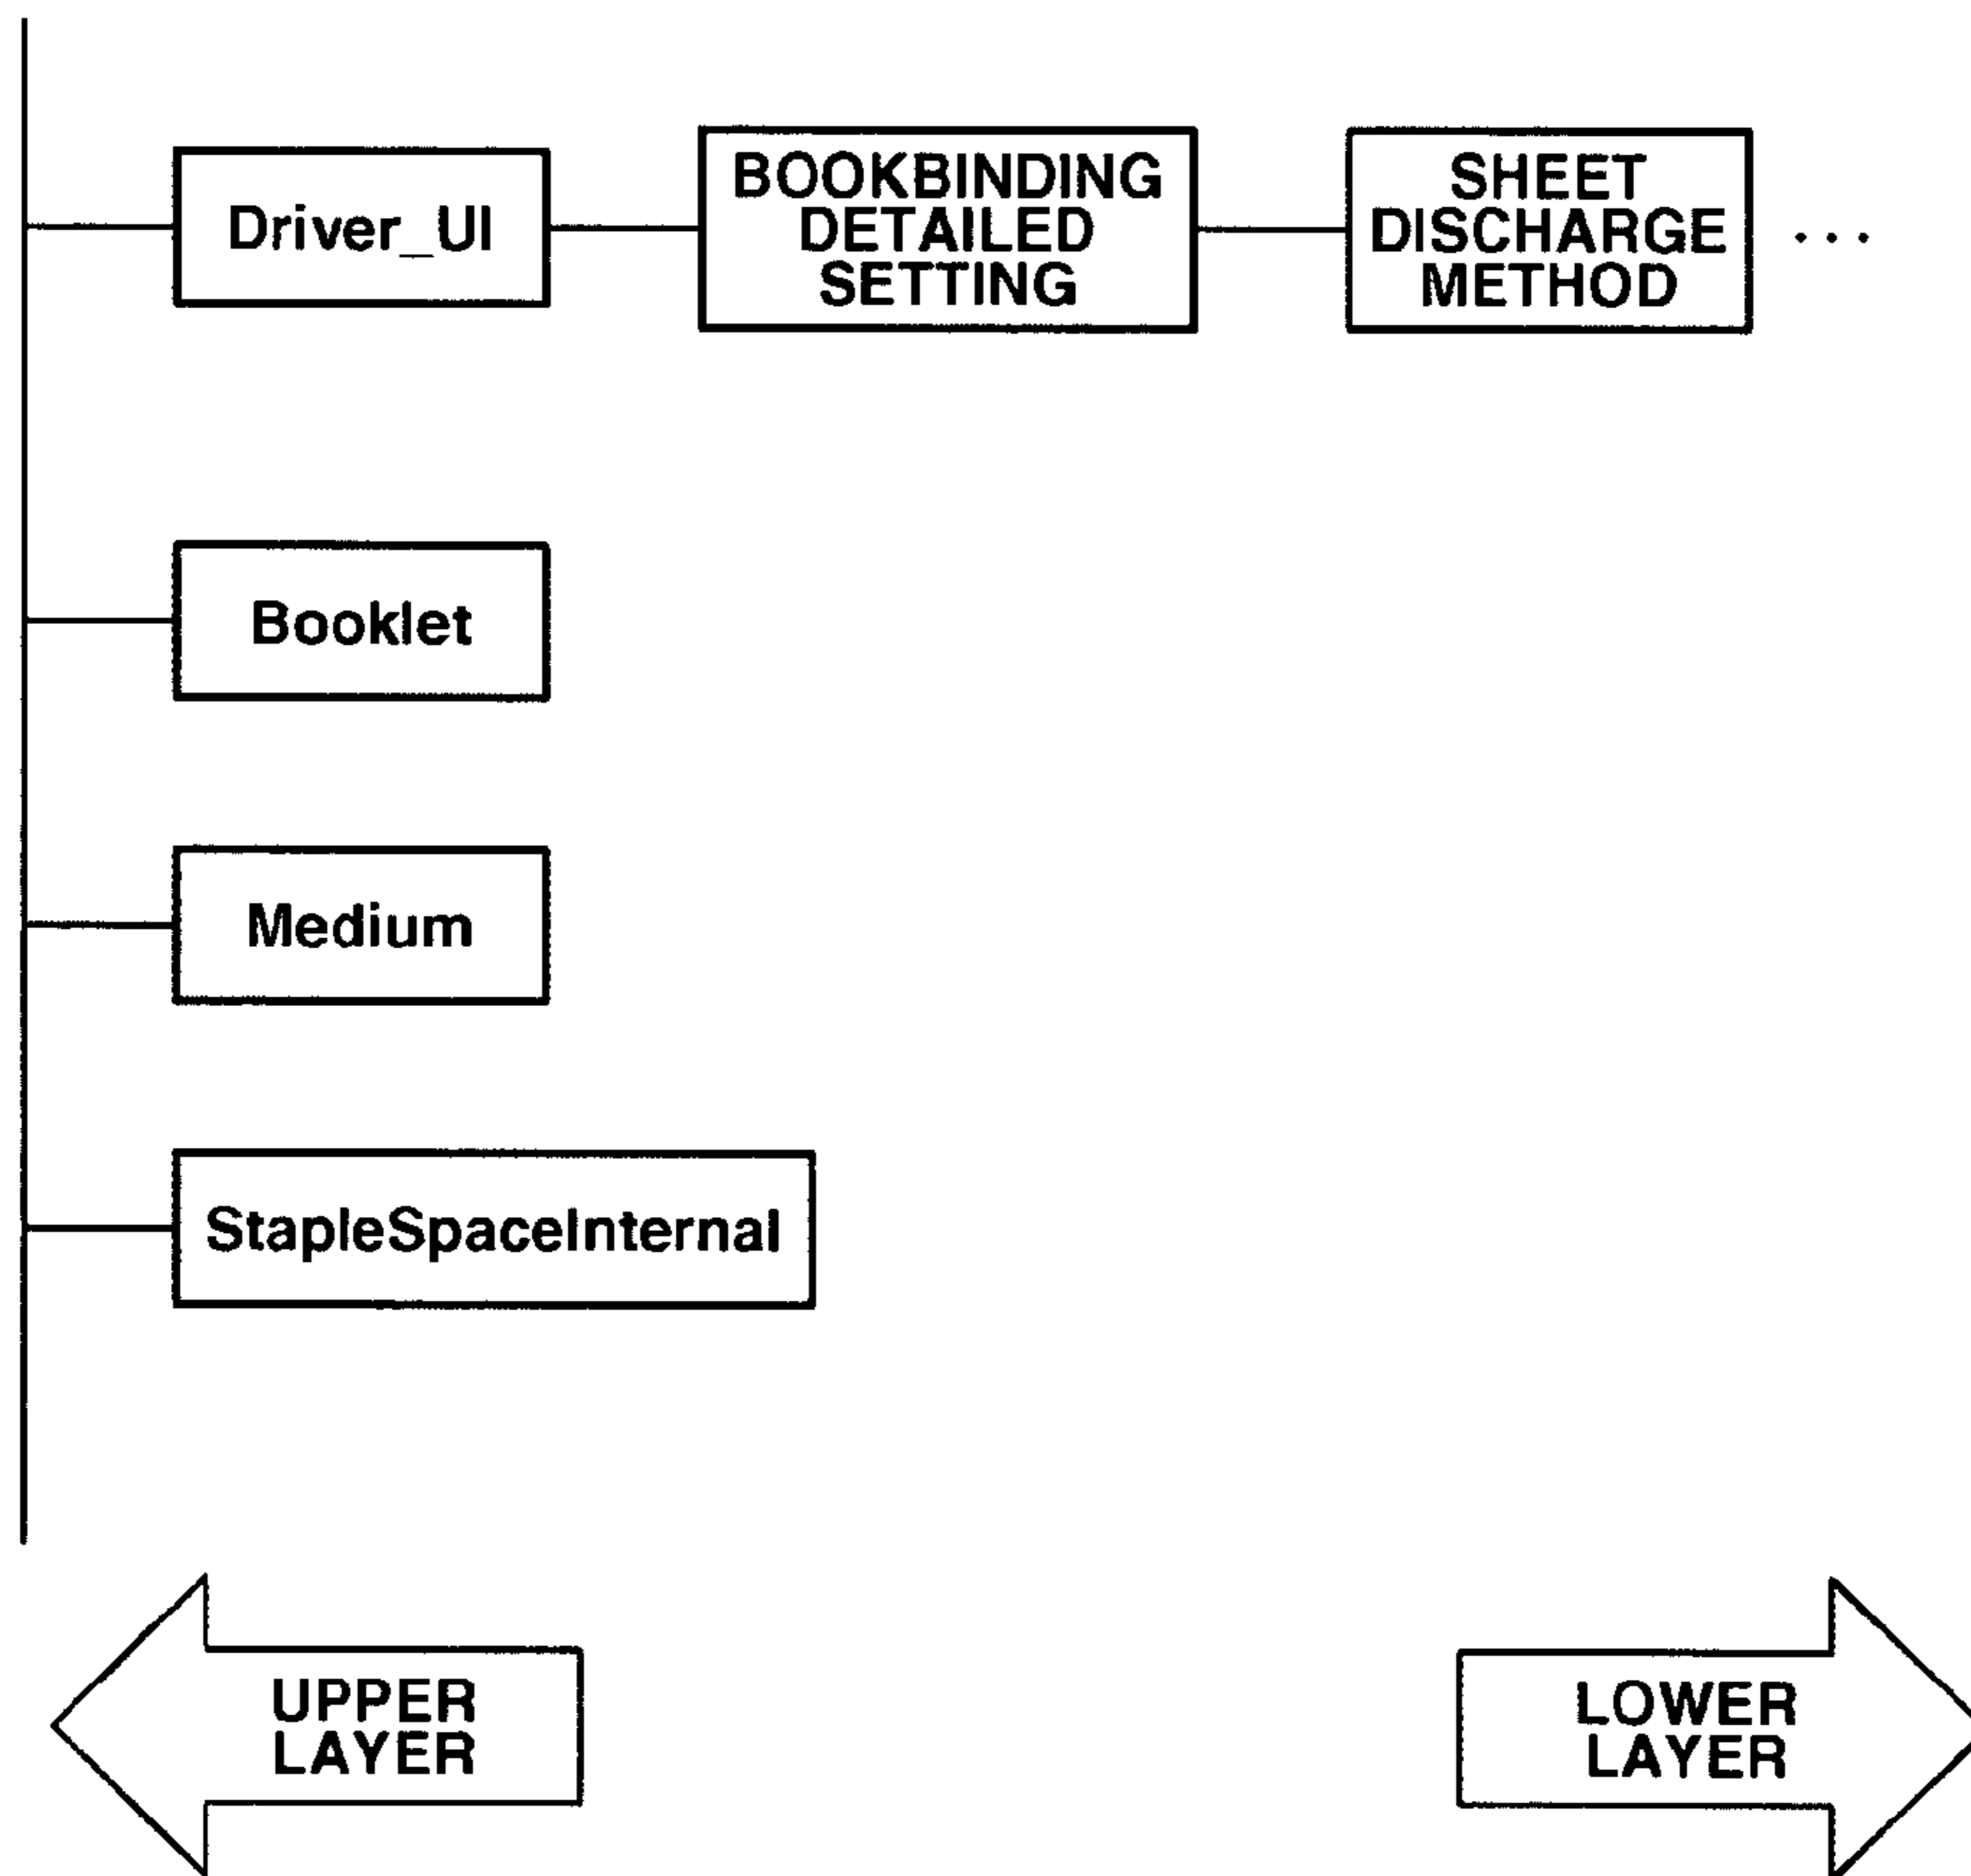 Driver_UI
BOOKBINDING
DETAILED
SETTING
SHEET
DISCHARGE
METHOD
...
Booklet
Medium
StapleSpaceInternal
UPPER
LAYER
LOWER
LAYER